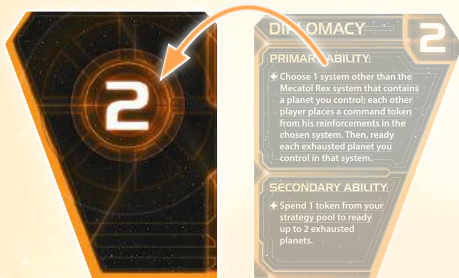 2
DIPLOMACY
2
PRIMARY ABILITY:
Choose 1 system other than the
Mecatol Rex system that contains
a planet you control; each other
player places a command token
from his reinforcements in the
chosen system. Then, ready
each exhausted planet you
control in that system.
SECONDARY ABILITY:
Spend 1 token from your
strategy pool to ready
up to 2 exhausted
planets.